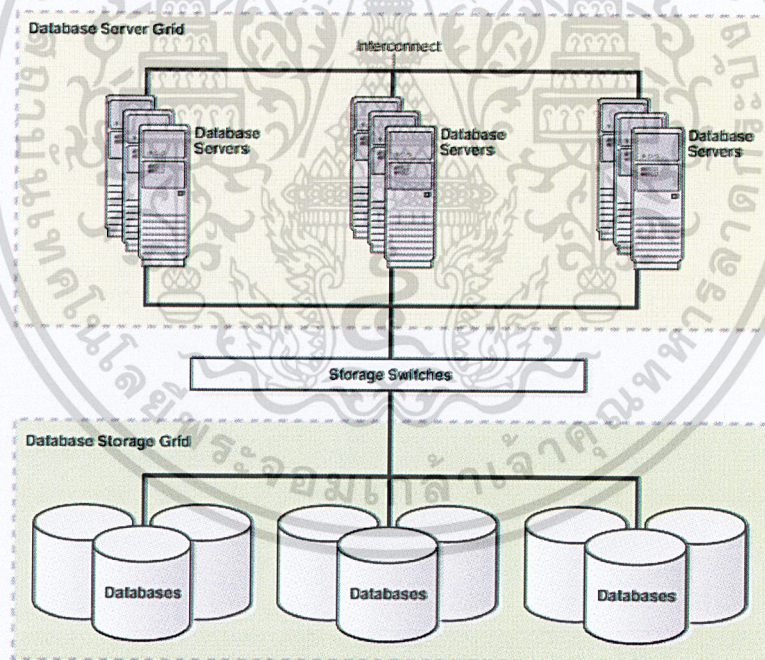 Database Server Grid
Interconnect
Database
Servers
Database
Servers
Database
Servers
Storage Switches
Database Storage Grid
Databases
Databases
Databases